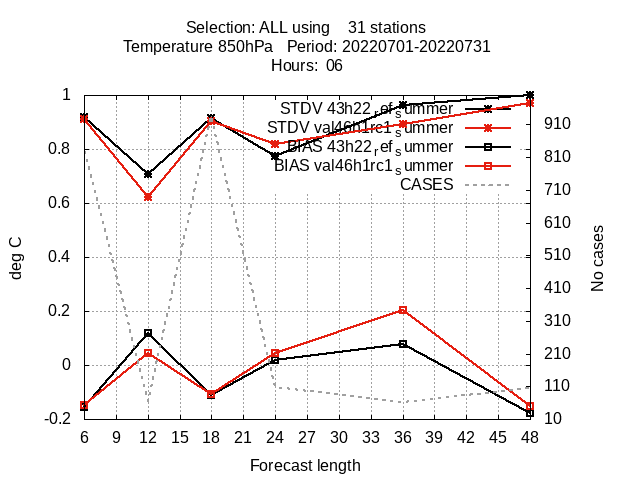 Selection: ALL using 31 stations
Temperature 850hPa Period: 20220701-20220731
Hours: 06
STDV 43h22_ref_summer
STDV val46h1rc1_summer
BIAS 43h22_ref_summer
BIAS val46h1rc1_summer
CASES
1
0.8
0.6
0.4
0.2
0
-0.2
deg C
910
810
710
610
510
410
310
210
110
10
No cases
6 9 12 15 18 21 24 27 30 33 36 39 42 45 48
Forecast length